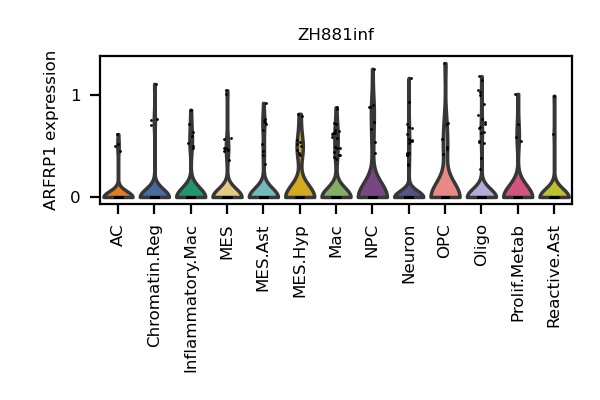 ZH881inf
ARFRP1 expression
1
0
AC
Chromatin.Reg
Inflammatory.Mac
MES
MES.Ast
MES.Hyp
Mac
NPC
Neuron
OPC
Oligo
Prolif.Metab
Reactive.Ast